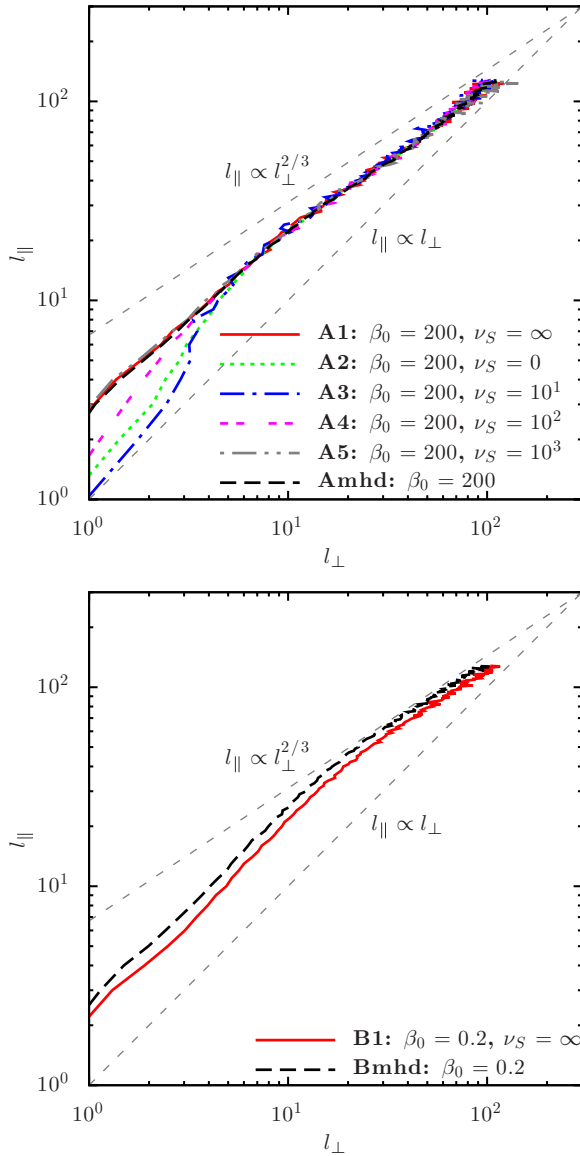 10^2
l_∥ ∝ l_⊥^{2/3}
l_∥ ∝ l_⊥
l_∥
10^1
A1: β_0 = 200, ν_S = ∞
A2: β_0 = 200, ν_S = 0
A3: β_0 = 200, ν_S = 10^1
A4: β_0 = 200, ν_S = 10^2
A5: β_0 = 200, ν_S = 10^3
Amhd: β_0 = 200
10^0
10^0 10^1 10^2
l_⊥
10^2
l_∥ ∝ l_⊥^{2/3}
l_∥ ∝ l_⊥
l_∥
10^1
B1: β_0 = 0.2, ν_S = ∞
Bmhd: β_0 = 0.2
10^0
10^0 10^1 10^2
l_⊥